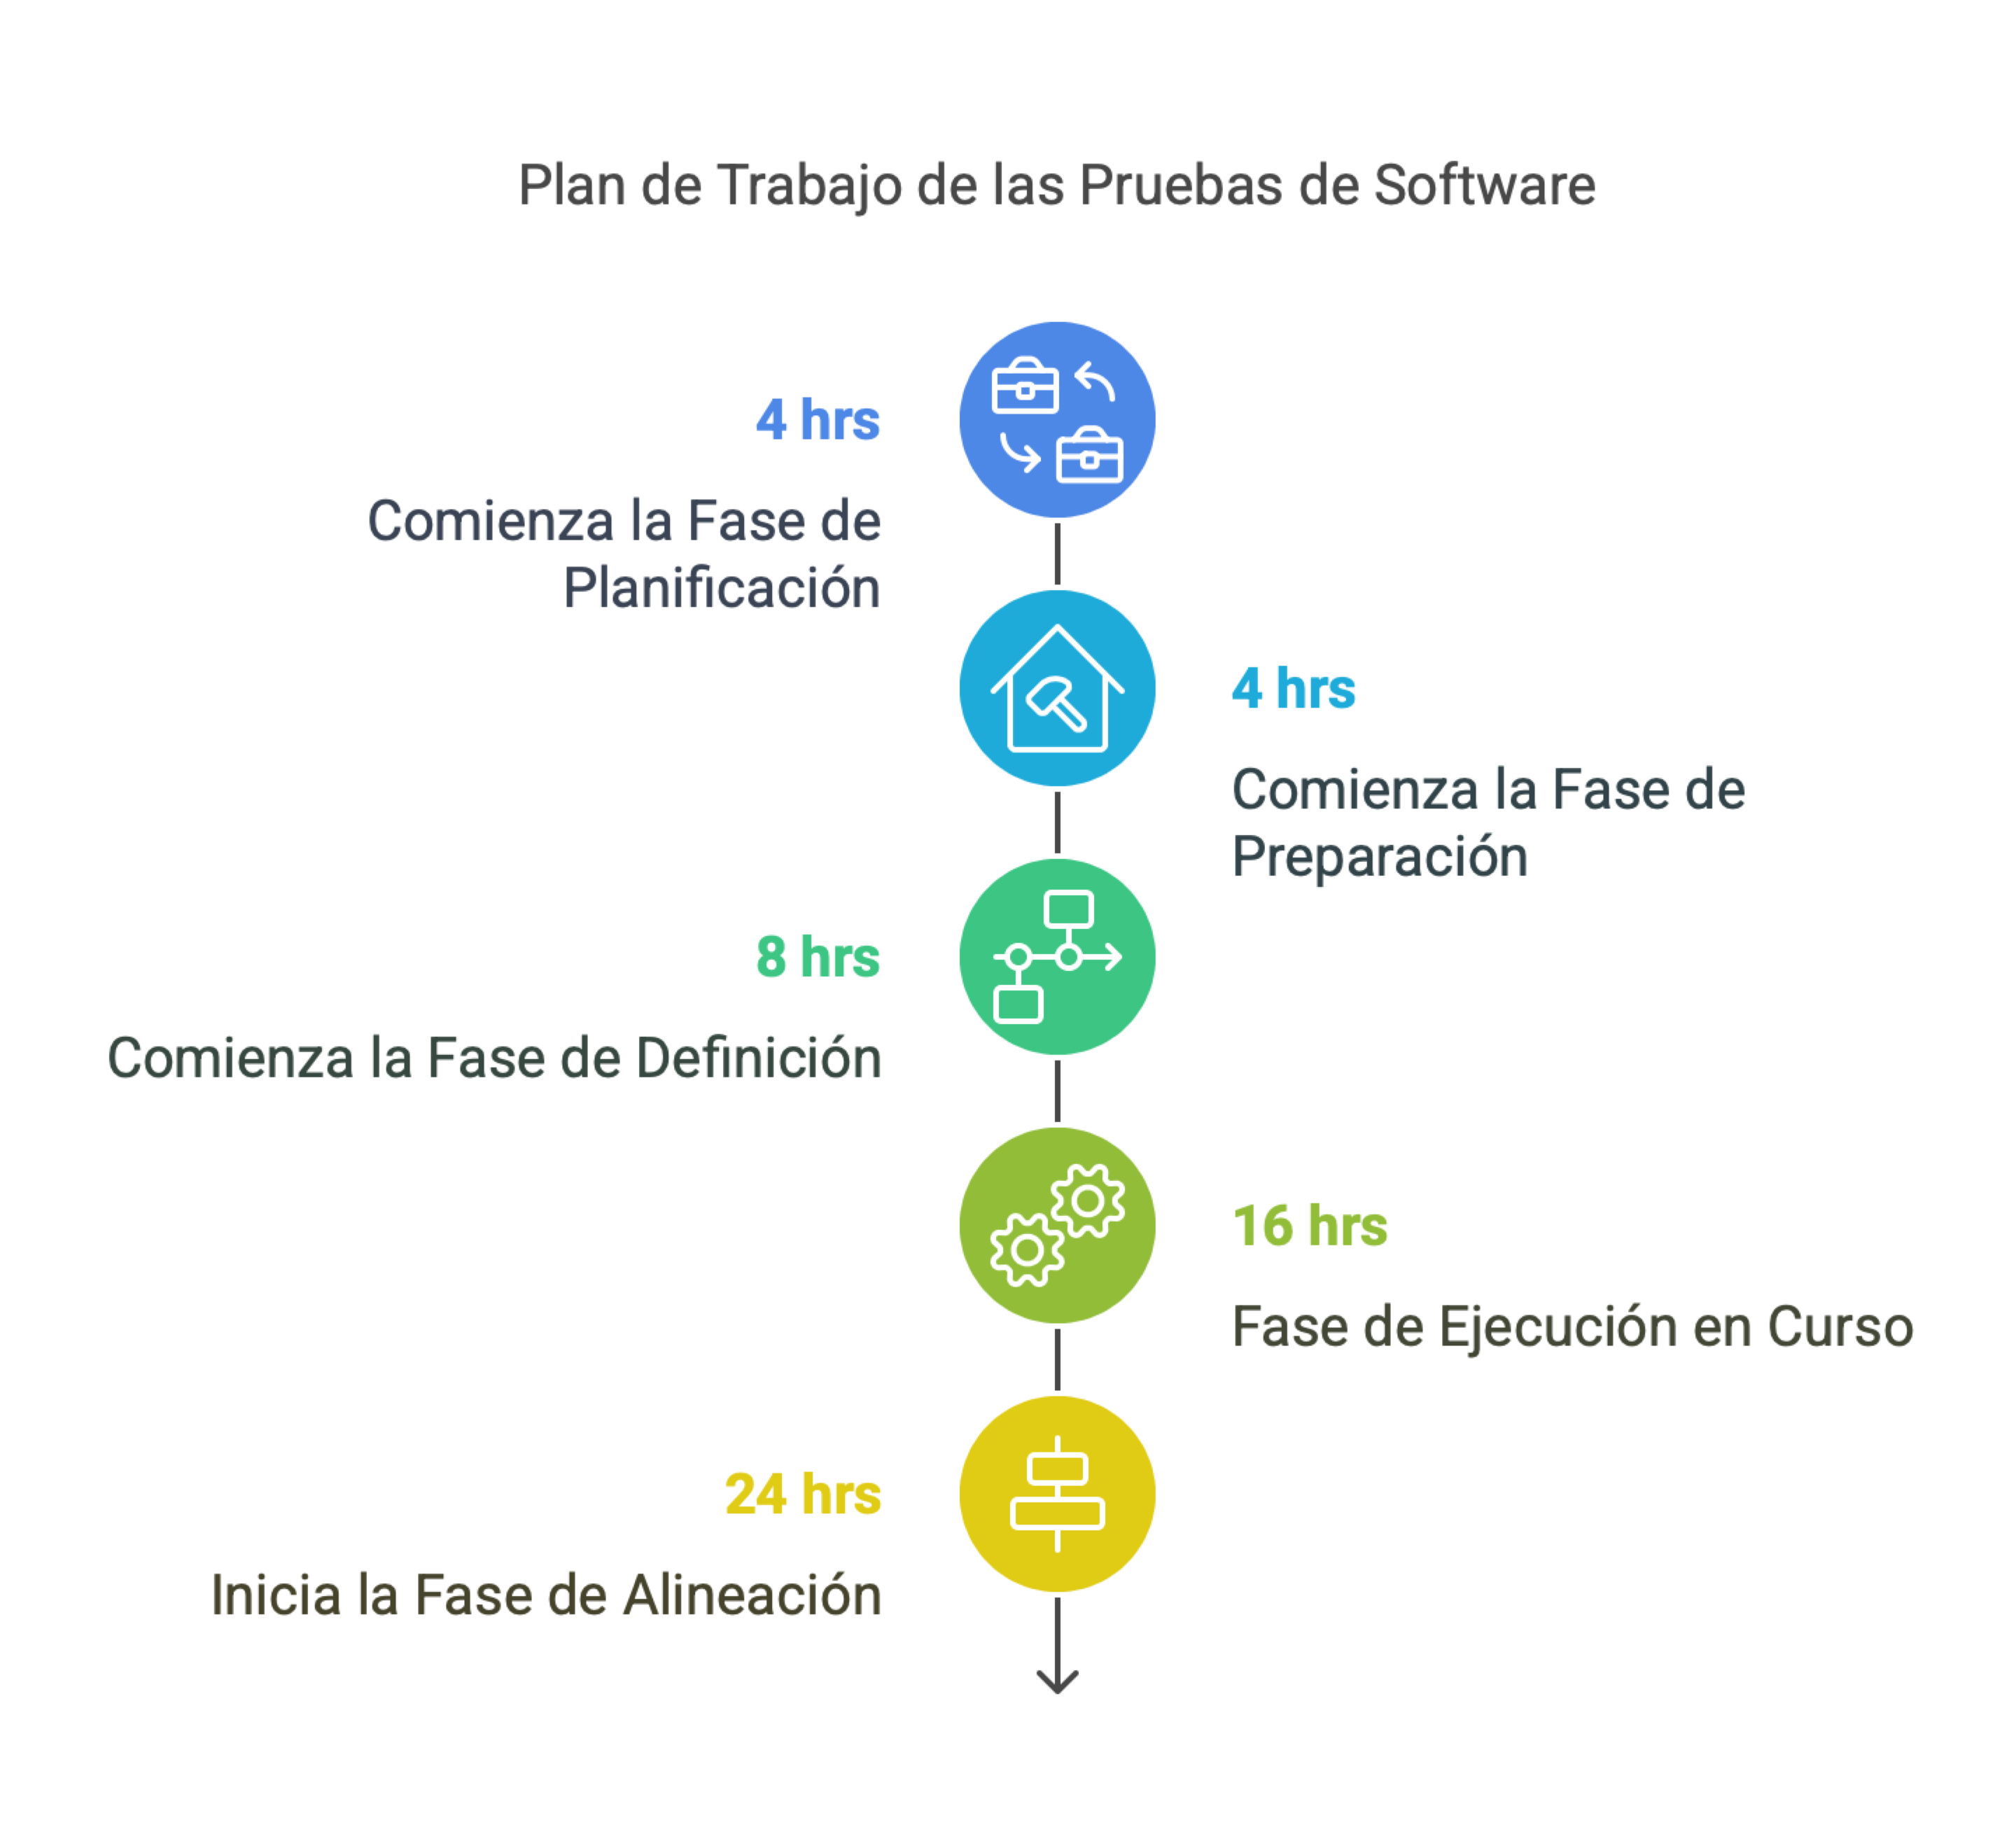 Plan de Trabajo de las Pruebas de Software
4 hrs
Comienza la Fase de
Planificación
4 hrs
Comienza la Fase de
Preparación
8 hrs
Comienza la Fase de Definición
16 hrs
Fase de Ejecución en Curso
24 hrs
Inicia la Fase de Alineación